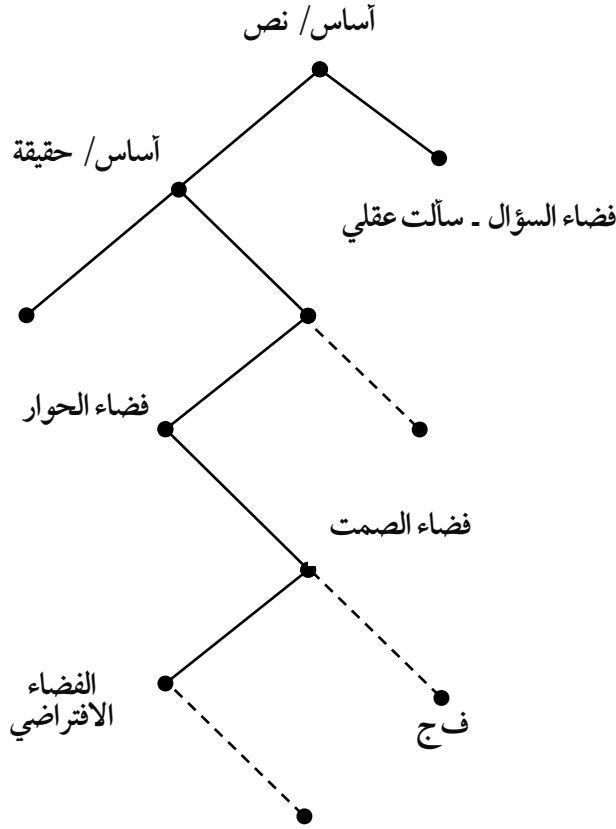 أساس/ نص
أساس/ حقيقة
فضاء السؤال - سألت عقلي
فضاء الحوار
فضاء الصمت
الفضاء
الافتراضي
ف ج